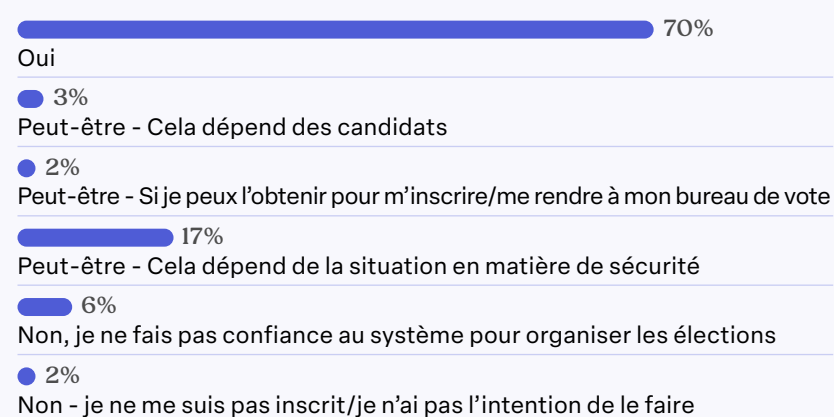 70%
Oui
3%
Peut-être - Cela dépend des candidats
2%
Peut-être - Si je peux l’obtenir pour m’inscrire/me rendre à mon bureau de vote
17%
Peut-être - Cela dépend de la situation en matière de sécurité
6%
Non, je ne fais pas confiance au système pour organiser les élections
2%
Non - je ne me suis pas inscrit/je n’ai pas l’intention de le faire